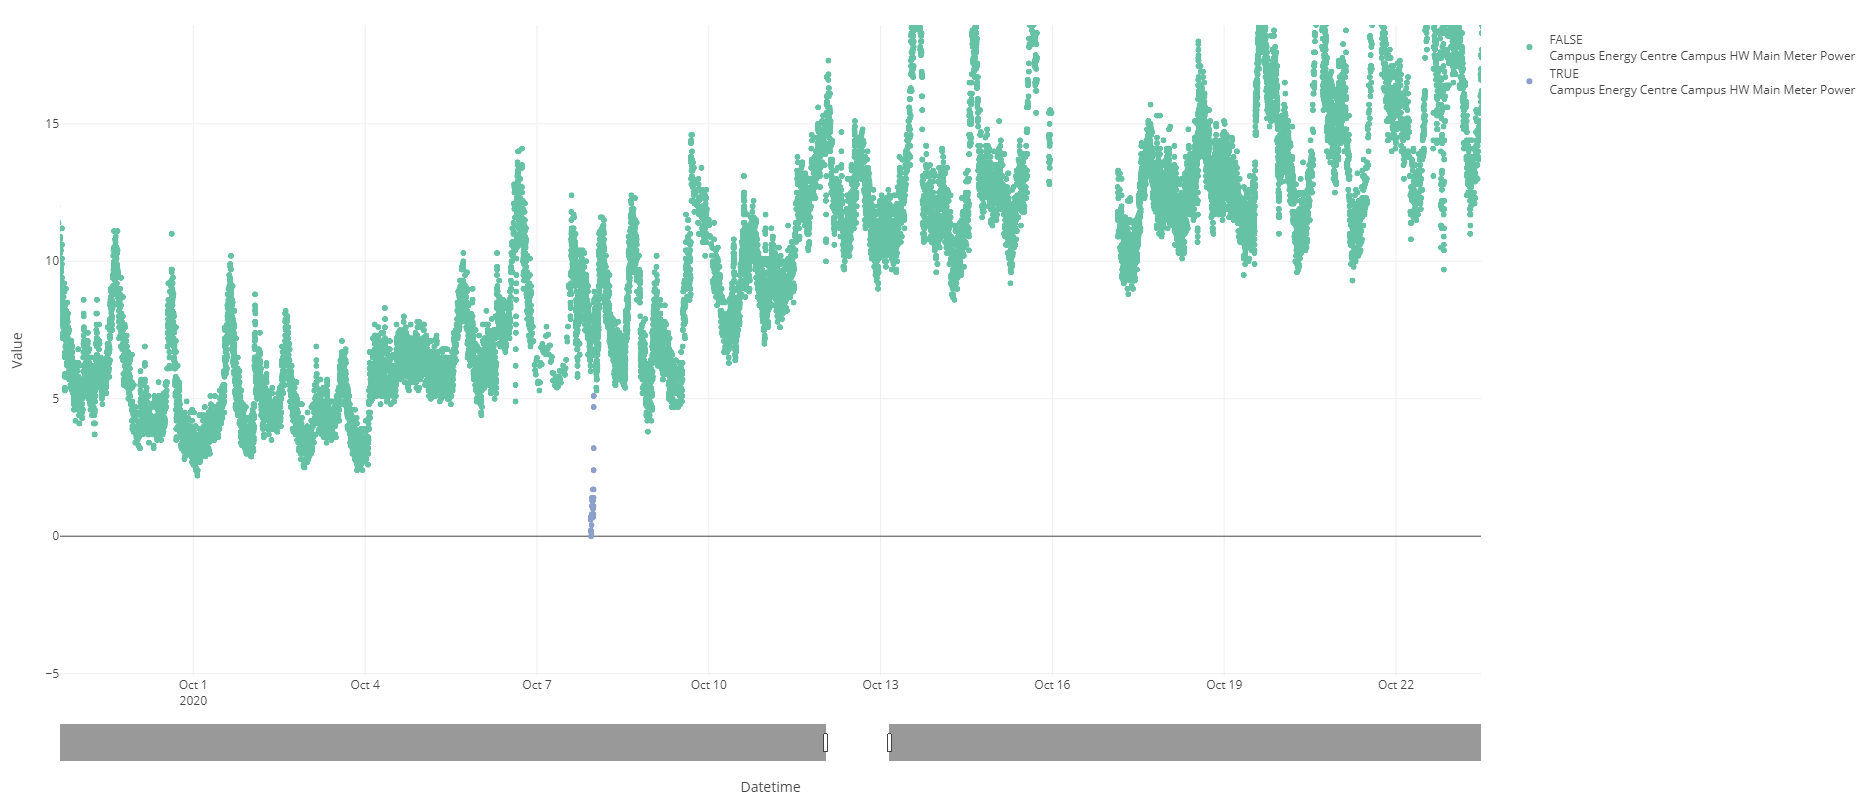 FALSE
Campus Energy Centre Campus HW Main Meter Power
TRUE
Campus Energy Centre Campus HW Main Meter Power
15
10
5
0
−5
Value
Oct 1 Oct 4 Oct 7 Oct 10 Oct 13 Oct 16 Oct 19 Oct 22
2020
Datetime